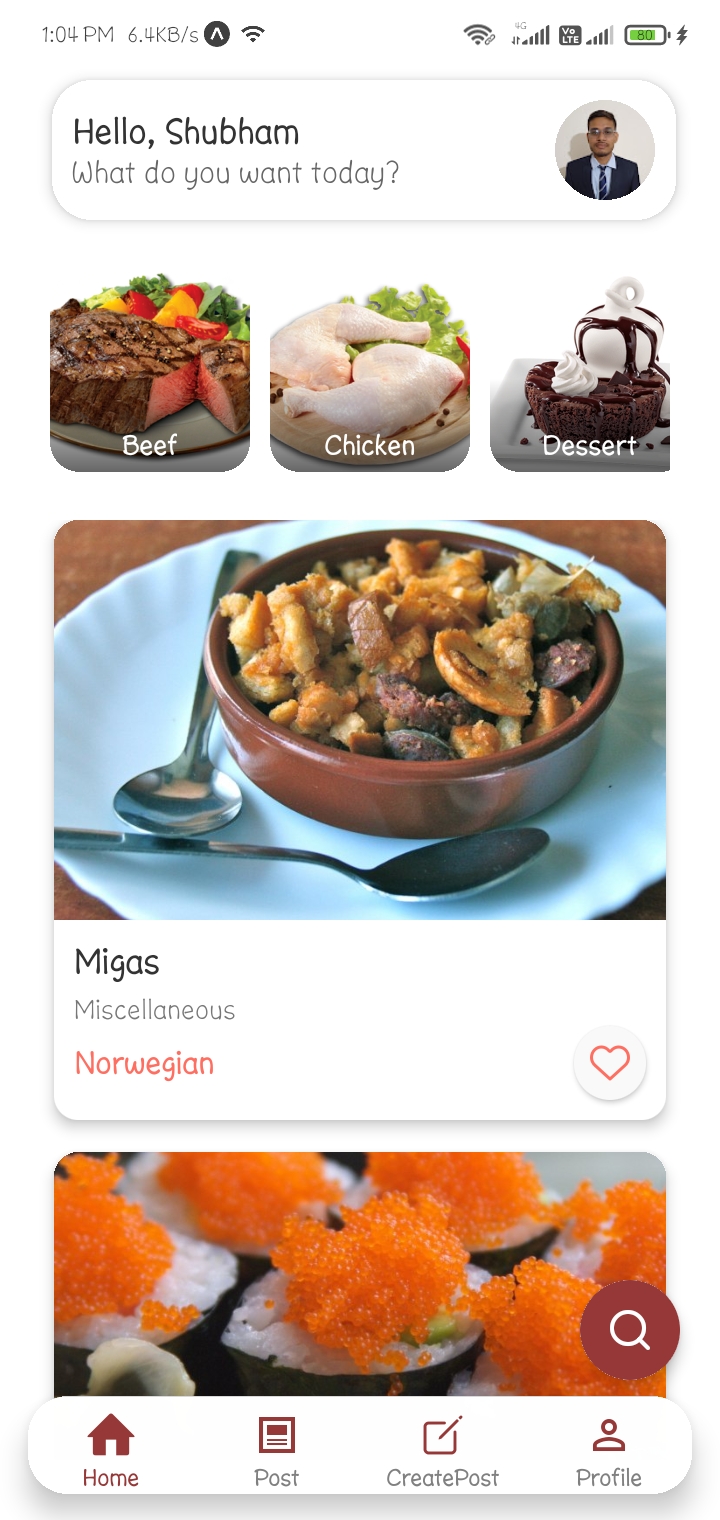 1:04 PM 6.4KB/s 4G Vo LTE 80
Hello, Shubham
What do you want today?
Beef Chicken Dessert
Migas
Miscellaneous
Norwegian
Home Post CreatePost Profile